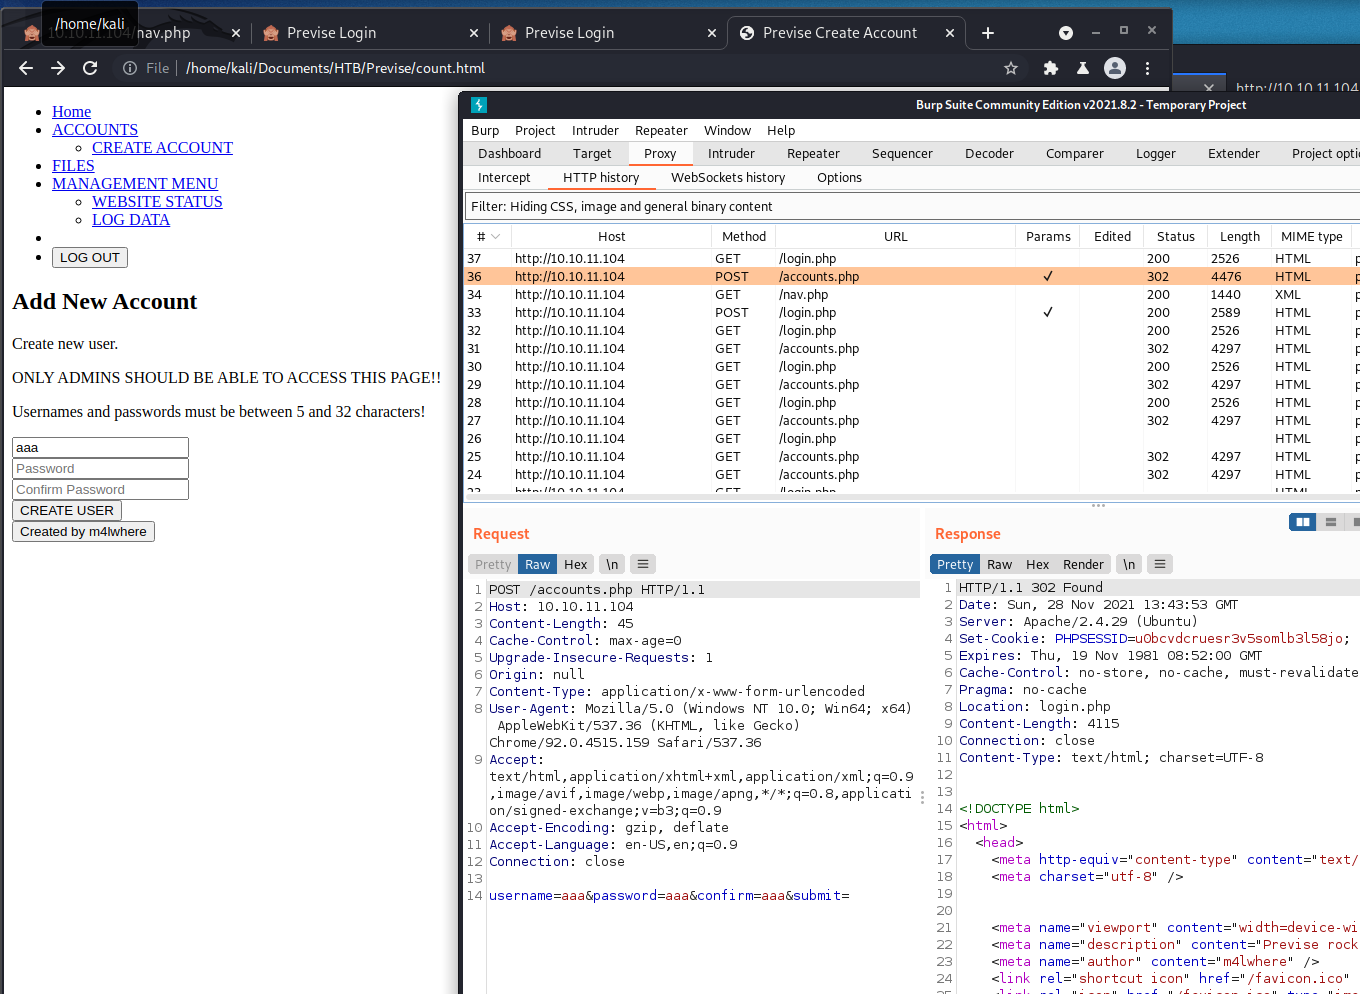 /home/kali
10.10.11.104/nav.php
Previse Login
Previse Login
Previse Create Account
File
/home/kali/Documents/HTB/Previse/count.html
http://10.10.11.104
Home
ACCOUNTS
CREATE ACCOUNT
FILES
MANAGEMENT MENU
WEBSITE STATUS
LOG DATA
LOG OUT
Add New Account
Create new user.
ONLY ADMINS SHOULD BE ABLE TO ACCESS THIS PAGE!!
Usernames and passwords must be between 5 and 32 characters!
aaa
Password
Confirm Password
CREATE USER
Created by m4lwhere
Burp Suite Community Edition v2021.8.2 - Temporary Project
Burp Project Intruder Repeater Window Help
Dashboard Target Proxy Intruder Repeater Sequencer Decoder Comparer Logger Extender Project optio
Intercept HTTP history WebSockets history Options
Filter: Hiding CSS, image and general binary content
# Host Method URL Params Edited Status Length MIME type
37 http://10.10.11.104 GET /login.php 200 2526 HTML p
36 http://10.10.11.104 POST /accounts.php ✓ 302 4476 HTML p
34 http://10.10.11.104 GET /nav.php 200 1440 XML p
33 http://10.10.11.104 POST /login.php ✓ 200 2589 HTML p
32 http://10.10.11.104 GET /login.php 200 2526 HTML p
31 http://10.10.11.104 GET /accounts.php 302 4297 HTML p
30 http://10.10.11.104 GET /login.php 200 2526 HTML p
29 http://10.10.11.104 GET /accounts.php 302 4297 HTML p
28 http://10.10.11.104 GET /login.php 200 2526 HTML p
27 http://10.10.11.104 GET /accounts.php 302 4297 HTML p
26 http://10.10.11.104 GET /login.php HTML p
25 http://10.10.11.104 GET /accounts.php 302 4297 HTML p
24 http://10.10.11.104 GET /accounts.php 302 4297 HTML p
23 http://10.10.11.104 GET /login.php HTML
Request
Pretty Raw Hex \n
1 POST /accounts.php HTTP/1.1
2 Host: 10.10.11.104
3 Content-Length: 45
4 Cache-Control: max-age=0
5 Upgrade-Insecure-Requests: 1
6 Origin: null
7 Content-Type: application/x-www-form-urlencoded
8 User-Agent: Mozilla/5.0 (Windows NT 10.0; Win64; x64)
AppleWebKit/537.36 (KHTML, like Gecko)
Chrome/92.0.4515.159 Safari/537.36
9 Accept:
text/html,application/xhtml+xml,application/xml;q=0.9
,image/avif,image/webp,image/apng,*/*;q=0.8,applicati
on/signed-exchange;v=b3;q=0.9
10 Accept-Encoding: gzip, deflate
11 Accept-Language: en-US,en;q=0.9
12 Connection: close
13
14 username=aaa&password=aaa&confirm=aaa&submit=
Response
Pretty Raw Hex Render \n
1 HTTP/1.1 302 Found
2 Date: Sun, 28 Nov 2021 13:43:53 GMT
3 Server: Apache/2.4.29 (Ubuntu)
4 Set-Cookie: PHPSESSID=u0bcvdcruesr3v5somlb3l58jo;
5 Expires: Thu, 19 Nov 1981 08:52:00 GMT
6 Cache-Control: no-store, no-cache, must-revalidate
7 Pragma: no-cache
8 Location: login.php
9 Content-Length: 4115
10 Connection: close
11 Content-Type: text/html; charset=UTF-8
12
13
14 <!DOCTYPE html>
15 <html>
16 <head>
17 <meta http-equiv="content-type" content="text/
18 <meta charset="utf-8" />
19
20
21 <meta name="viewport" content="width=device-wi
22 <meta name="description" content="Previse rock
23 <meta name="author" content="m4lwhere" />
24 <link rel="shortcut icon" href="/favicon.ico"
25 <link rel="icon" href="/favicon.ico" type="ima